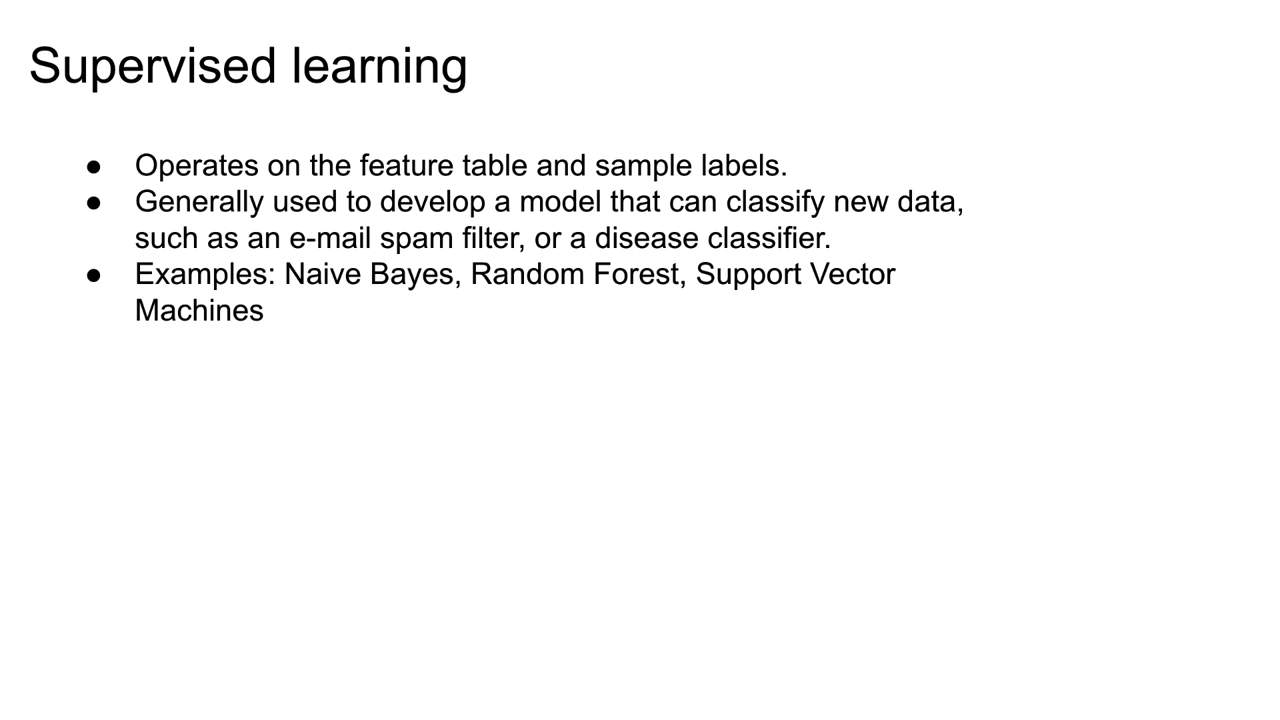 Supervised learning
● Operates on the feature table and sample labels.
● Generally used to develop a model that can classify new data,
such as an e-mail spam filter, or a disease classifier.
● Examples: Naive Bayes, Random Forest, Support Vector
Machines